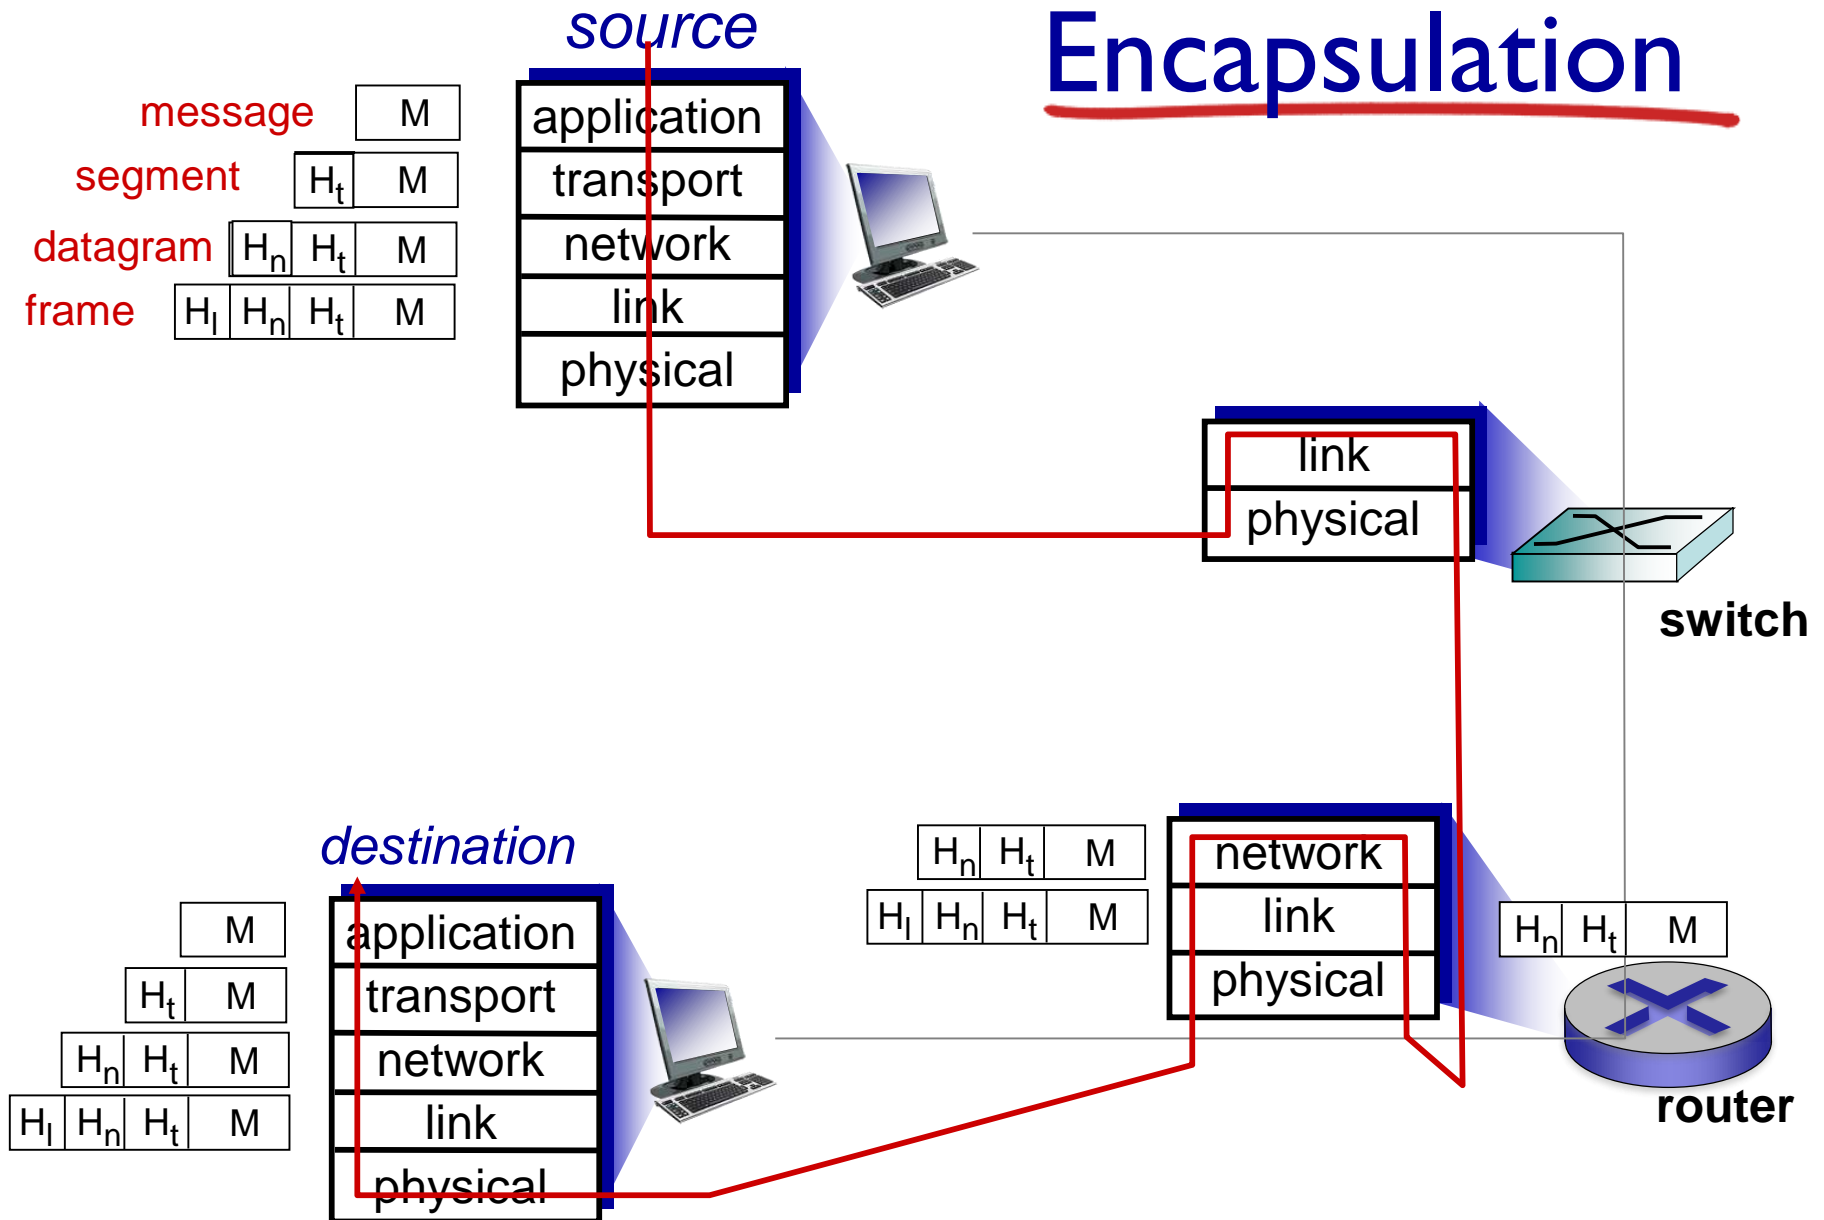 source
Encapsulation
message M
segment Ht M
datagram Hn Ht M
frame Hl Hn Ht M
application
transport
network
link
physical
link
physical
switch
destination
M
Ht M
Hn Ht M
Hl Hn Ht M
application
transport
network
link
physical
Hn Ht M
Hl Hn Ht M
network
link
physical
Hn Ht M
router